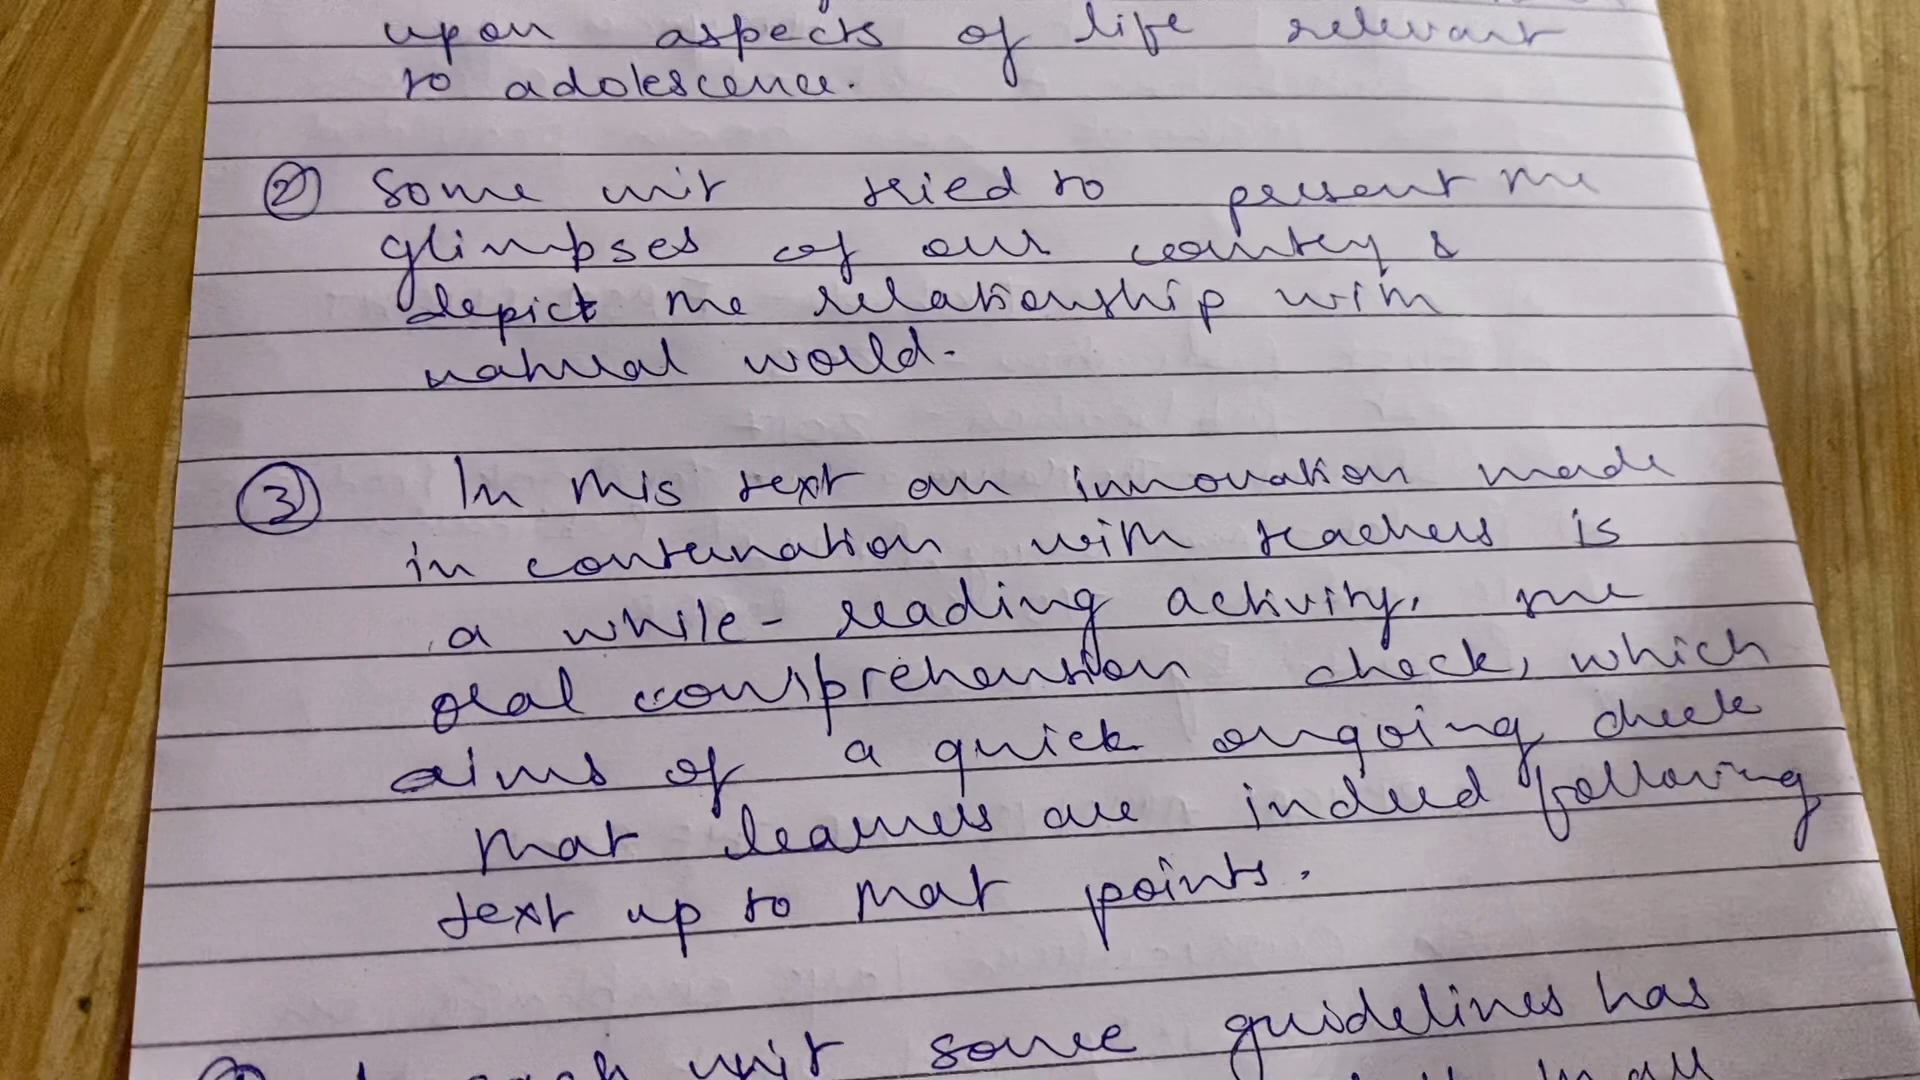 upon aspects of life relevant
to adolescence.
② Some unit tried to present the
glimpses of our country &
depict the relationship with
natural world.
③ In this text an innovation made
in with teachers is
a while-reading activity, the
oral comprehension check, which
aims of a quick ongoing check
that learners are indeed following
text up to that points.
each unit some guidelines has